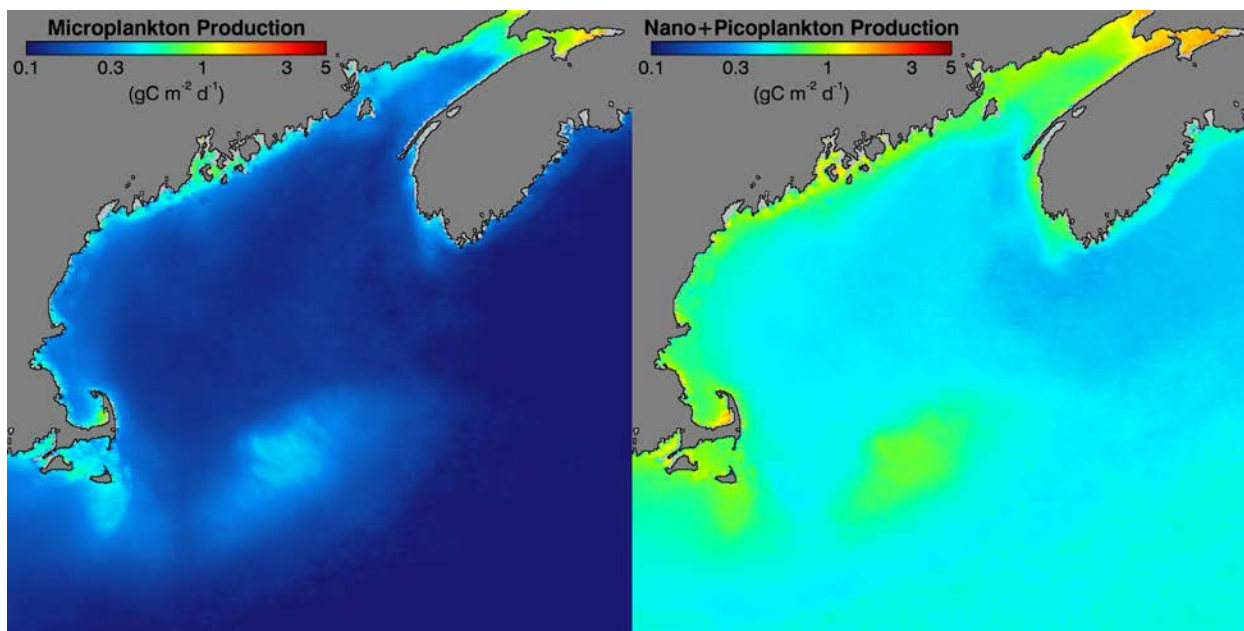 Microplankton Production
0.1 0.3 1 3 5
(gC m⁻² d⁻¹)
Nano+Picoplankton Production
0.1 0.3 1 3 5
(gC m⁻² d⁻¹)